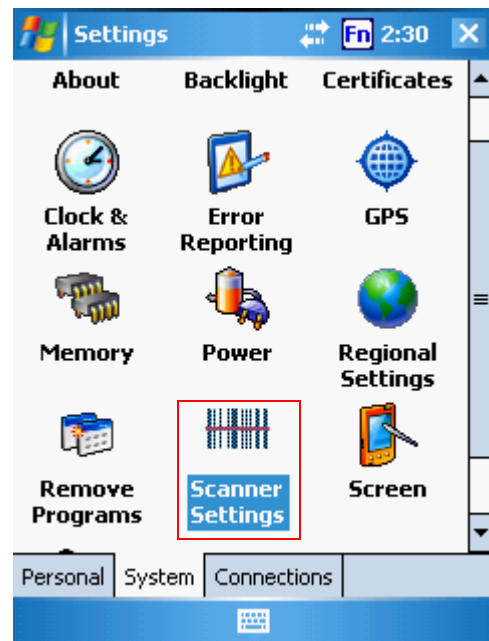 Settings Fn 2:30
About Backlight Certificates
Clock & Alarms
Error Reporting
GPS
Memory Power Regional Settings
Remove Programs
Scanner Settings
Screen
Personal System Connections